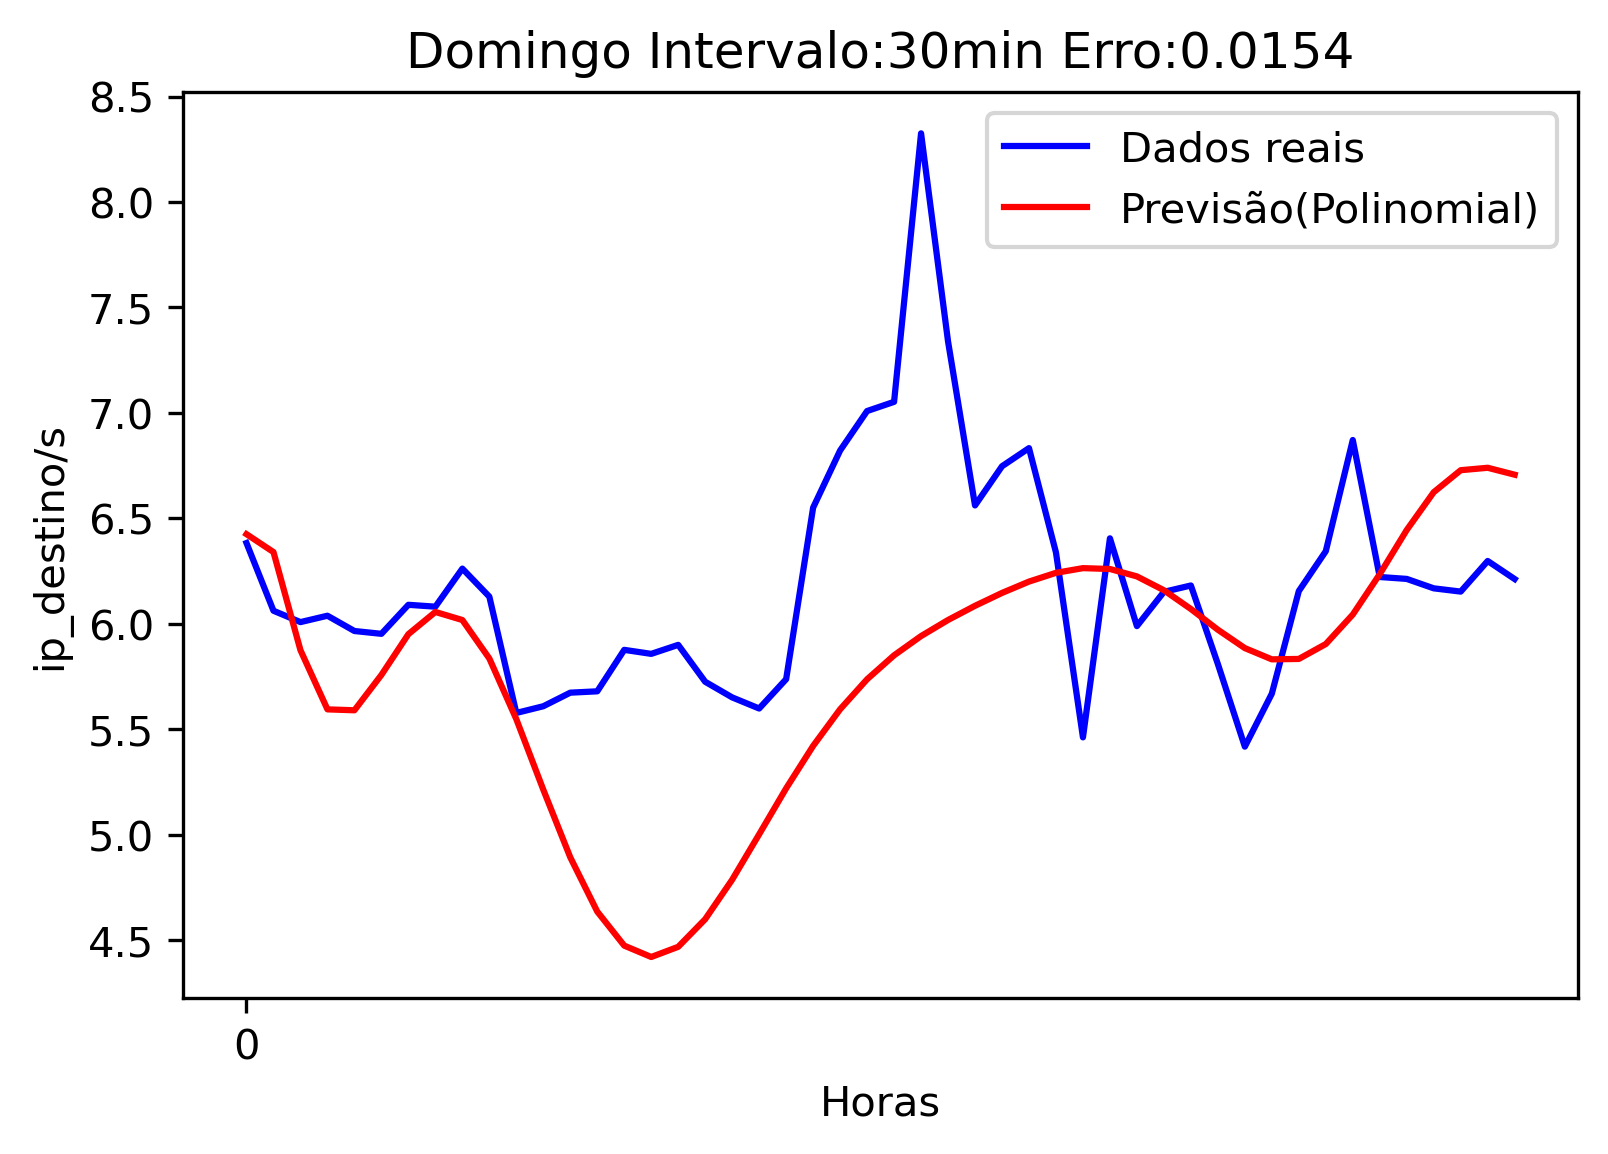 Domingo Intervalo:30min Erro:0.0154
8.5
8.0
7.5
7.0
6.5
6.0
5.5
5.0
4.5
ip_destino/s
Dados reais
Previsão(Polinomial)
0
Horas